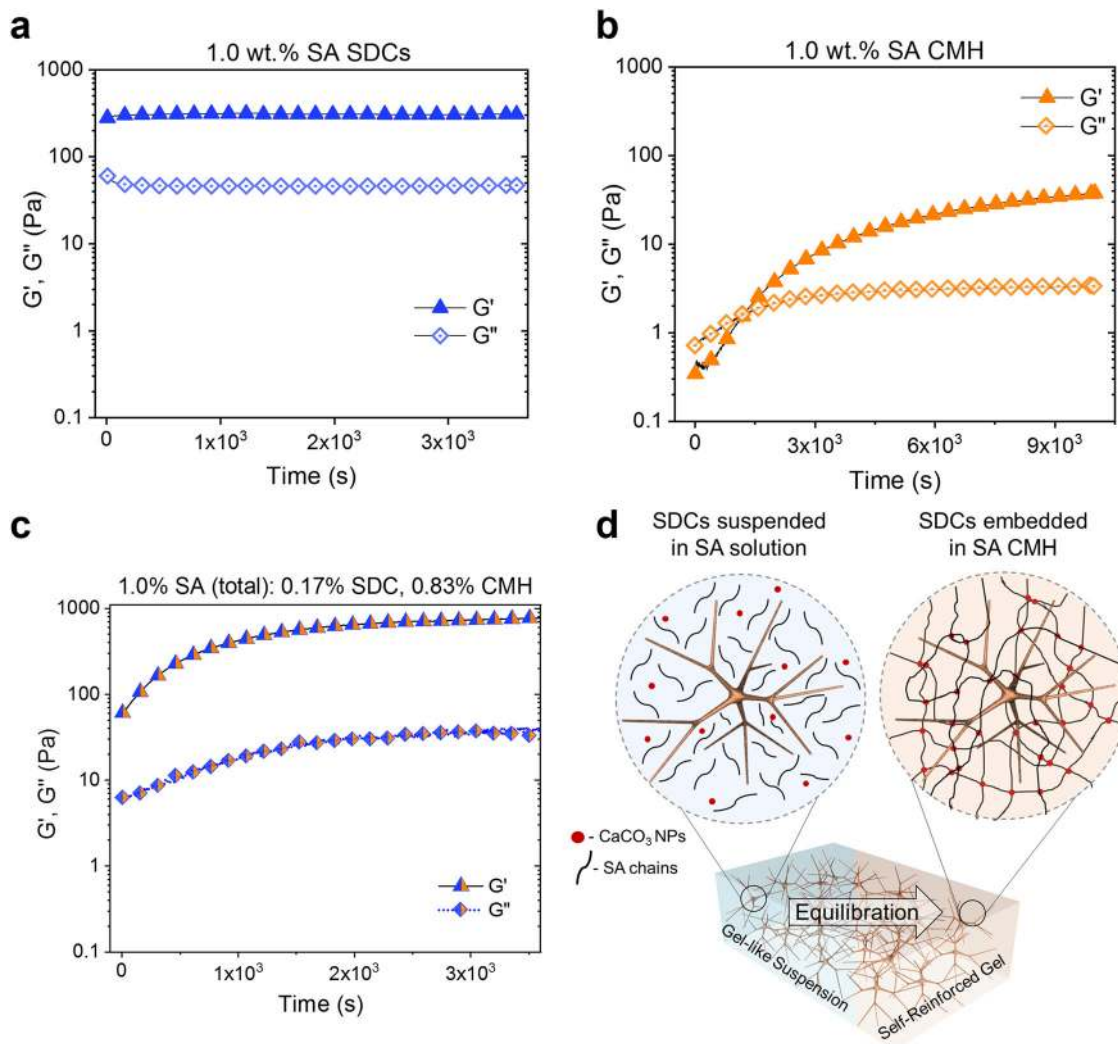 a
1.0 wt.% SA SDCs
1000
100
10
1
0.1
G', G" (Pa)
G'
G"
0
1x10³
2x10³
3x10³
Time (s)
b
1.0 wt.% SA CMH
1000
100
10
1
0.1
G', G" (Pa)
G'
G"
0
3x10³
6x10³
9x10³
Time (s)
c
1.0% SA (total): 0.17% SDC, 0.83% CMH
1000
100
10
1
0.1
G', G" (Pa)
G'
G"
0
1x10³
2x10³
3x10³
Time (s)
d
SDCs suspended
in SA solution
SDCs embedded
in SA CMH
- CaCO₃ NPs
- SA chains
Equilibration
Gel-like Suspension
Self-Reinforced Gel